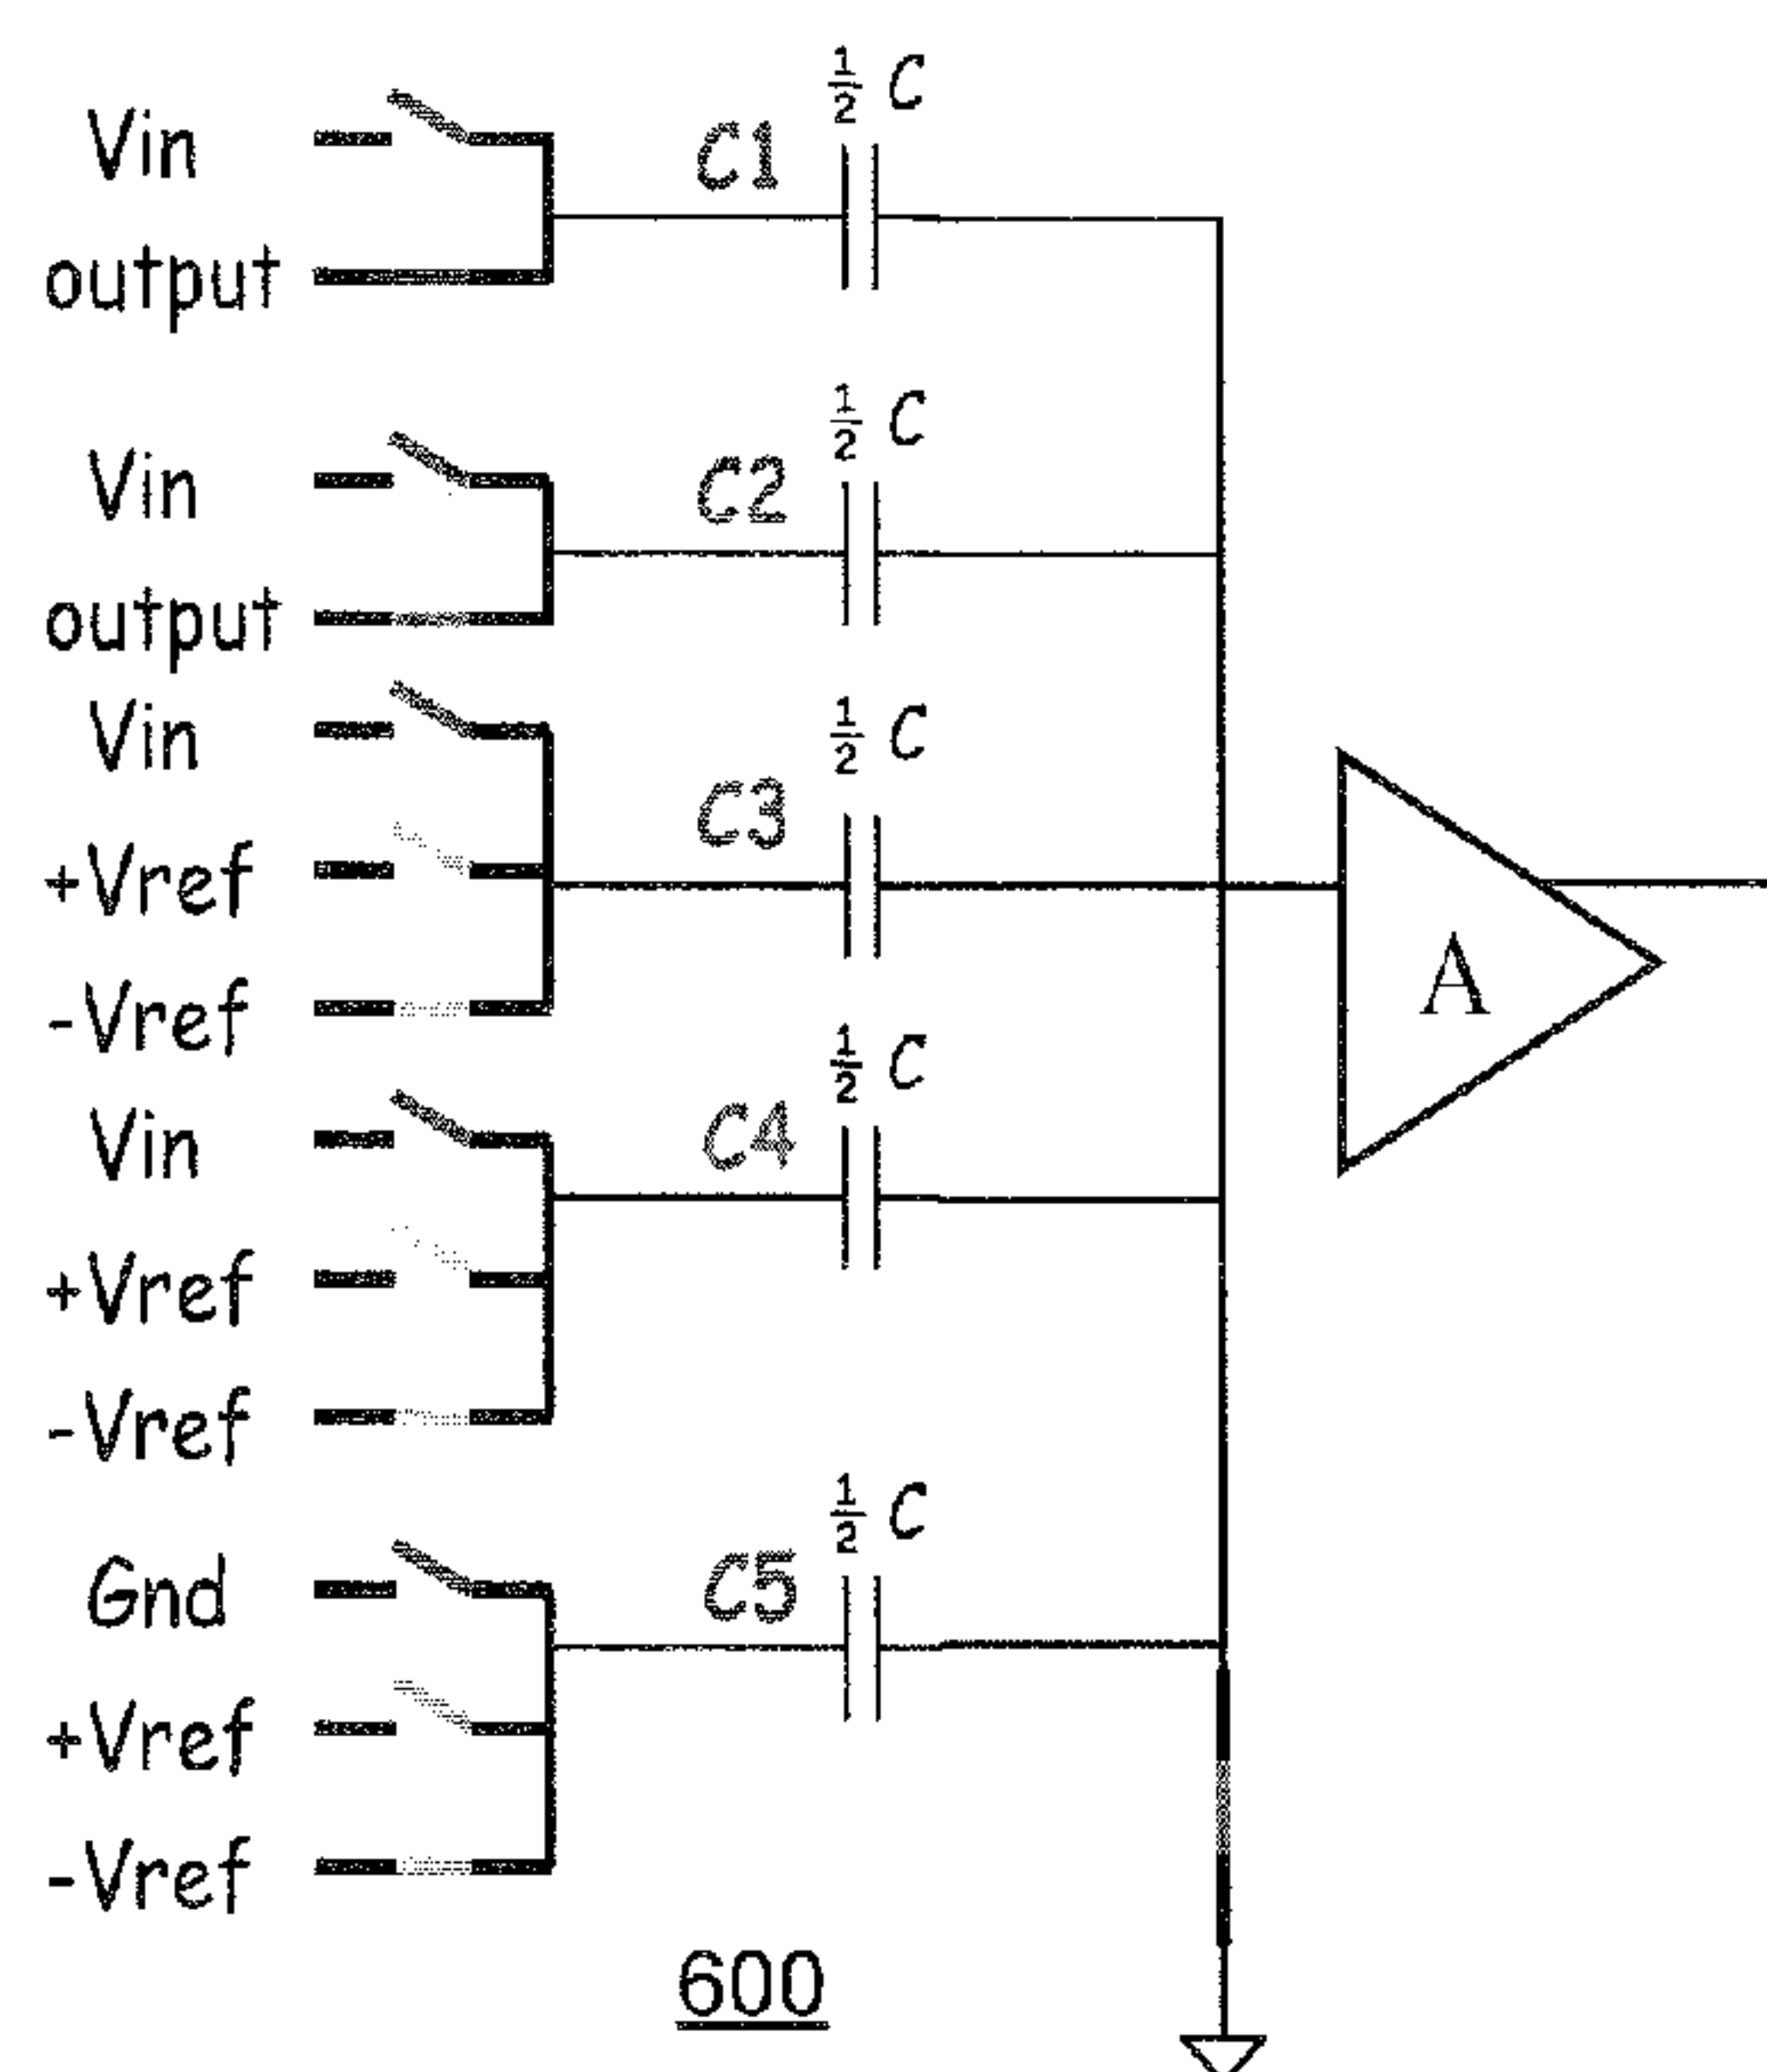 Vin
1/2 C
C1
output
Vin
1/2 C
C2
output
Vin
1/2 C
C3
+Vref
-Vref
A
Vin
1/2 C
C4
+Vref
-Vref
Gnd
1/2 C
C5
+Vref
-Vref
600